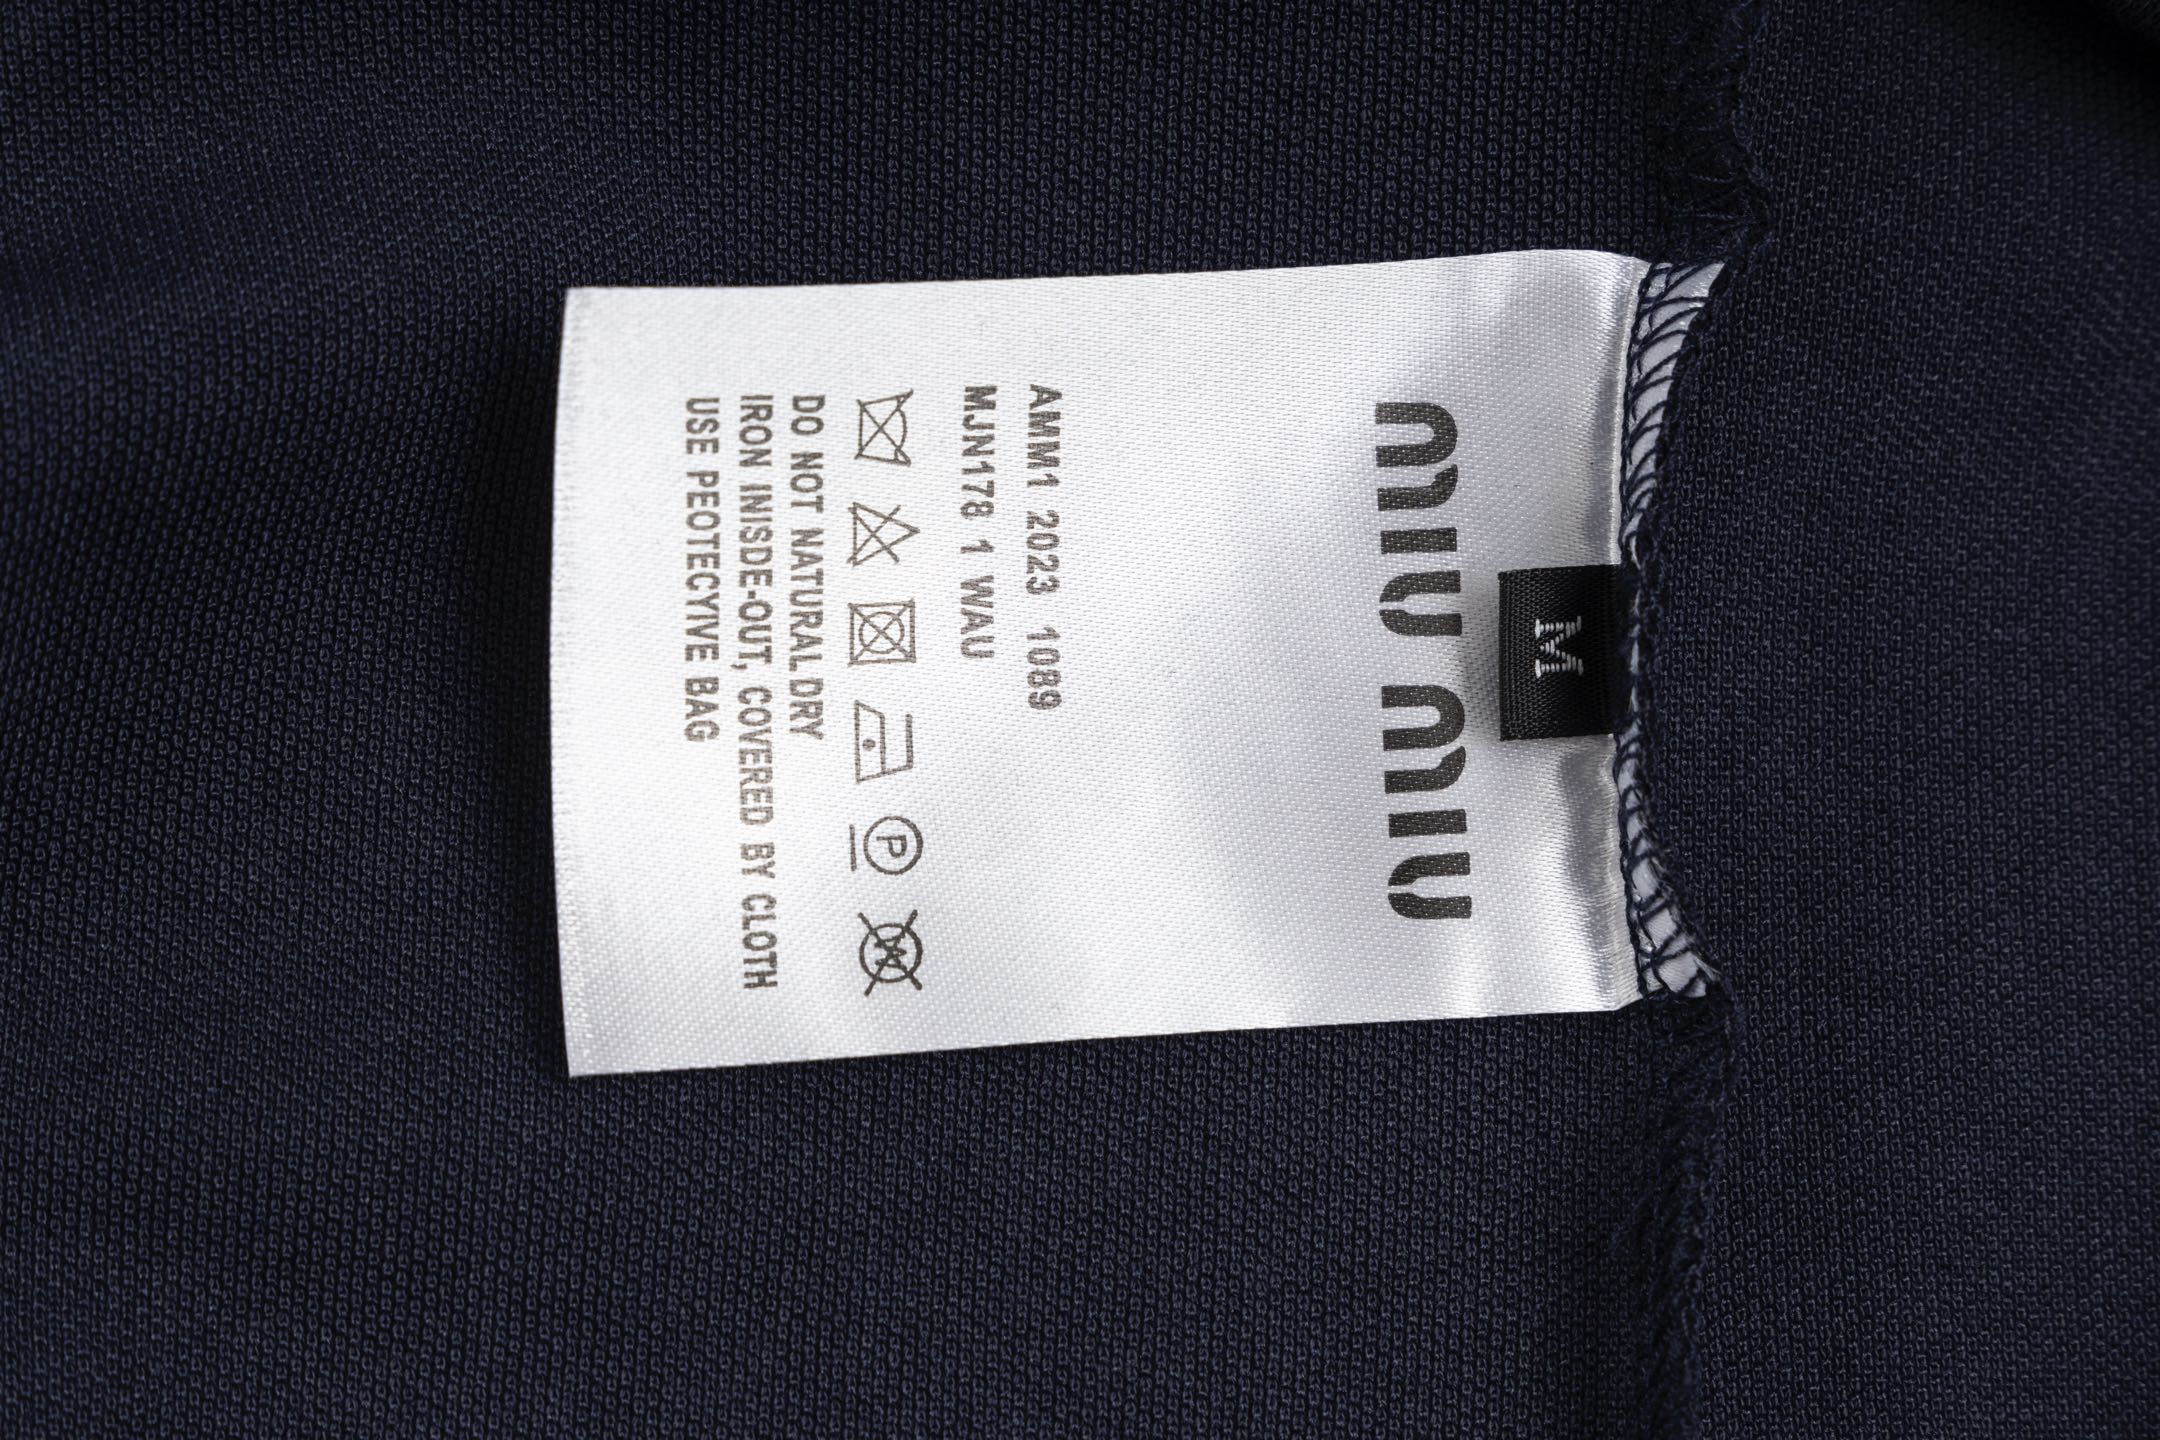 M
MIU MIU
AMM1 2023 1089
MJN178 1 WAU
P
W
DO NOT NATURAL DRY
IRON INISDE-OUT, COVERED BY CLOTH
USE PEOTECYIVE BAG